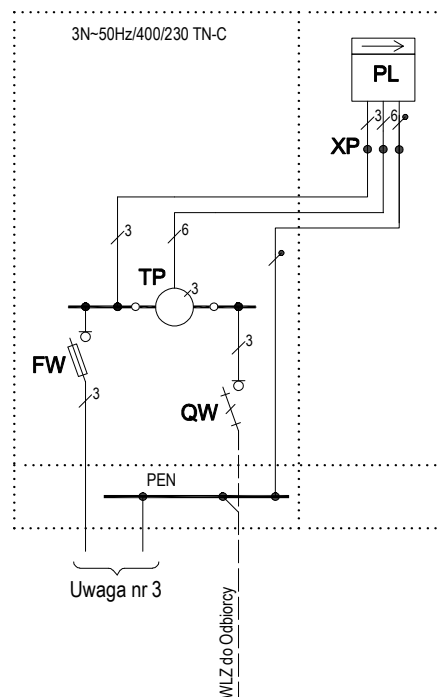 3N~50Hz/400/230 TN-C
PL
3 6
XP
3
6
TP
3
FW
3
3
QW
PEN
Uwaga nr 3
WLZ do Odbiorcy